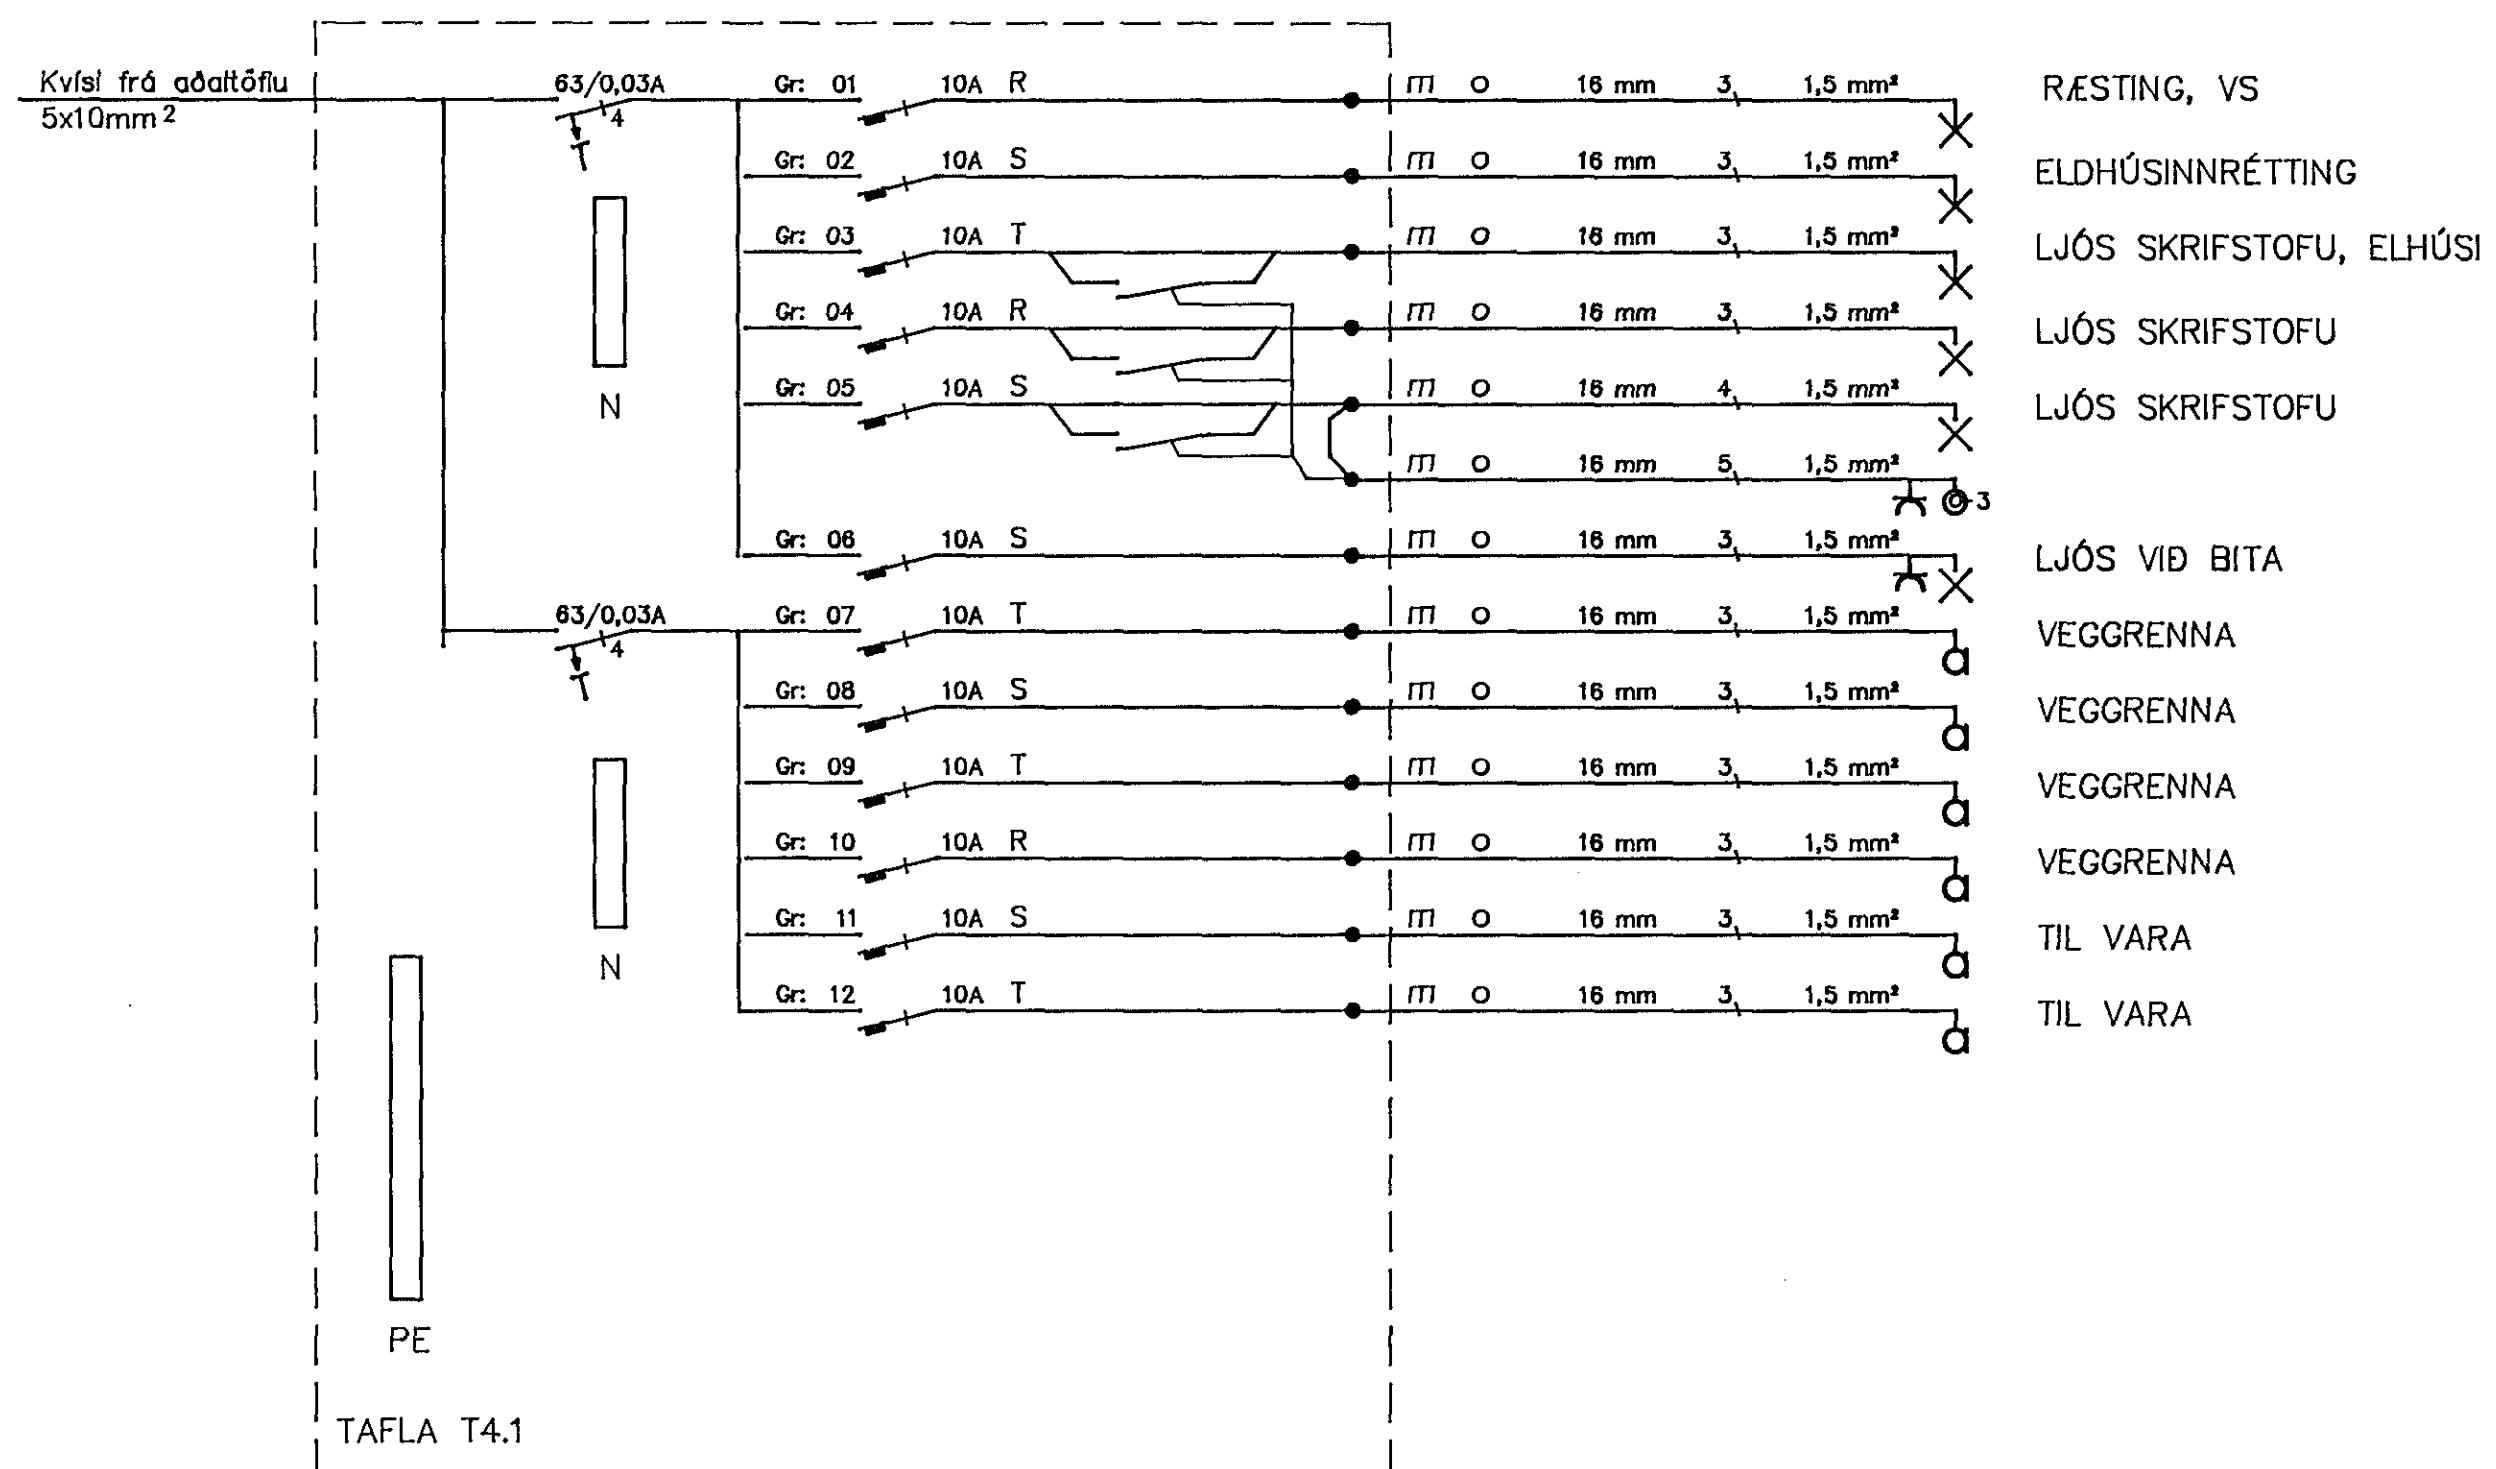 Kvísl frá aðaltöflu
5x10mm²
63/0,03A
4
Gr: 01 10A R m O 16 mm 3 1,5 mm² RÆSTING, VS
Gr: 02 10A S m O 16 mm 3 1,5 mm² ELDHÚSINNRÉTTING
Gr: 03 10A T m O 16 mm 3 1,5 mm² LJÓS SKRIFSTOFU, ELHÚSI
Gr: 04 10A R m O 16 mm 3 1,5 mm² LJÓS SKRIFSTOFU
N
Gr: 05 10A S m O 16 mm 4 1,5 mm² LJÓS SKRIFSTOFU
m O 16 mm 5 1,5 mm²
3
Gr: 06 10A S m O 16 mm 3 1,5 mm² LJÓS VIÐ BITA
63/0,03A
4
Gr: 07 10A T m O 16 mm 3 1,5 mm² VEGGRENNA
Gr: 08 10A S m O 16 mm 3 1,5 mm² VEGGRENNA
Gr: 09 10A T m O 16 mm 3 1,5 mm² VEGGRENNA
Gr: 10 10A R m O 16 mm 3 1,5 mm² VEGGRENNA
Gr: 11 10A S m O 16 mm 3 1,5 mm² TIL VARA
N
Gr: 12 10A T m O 16 mm 3 1,5 mm² TIL VARA
PE
TAFLA T4.1